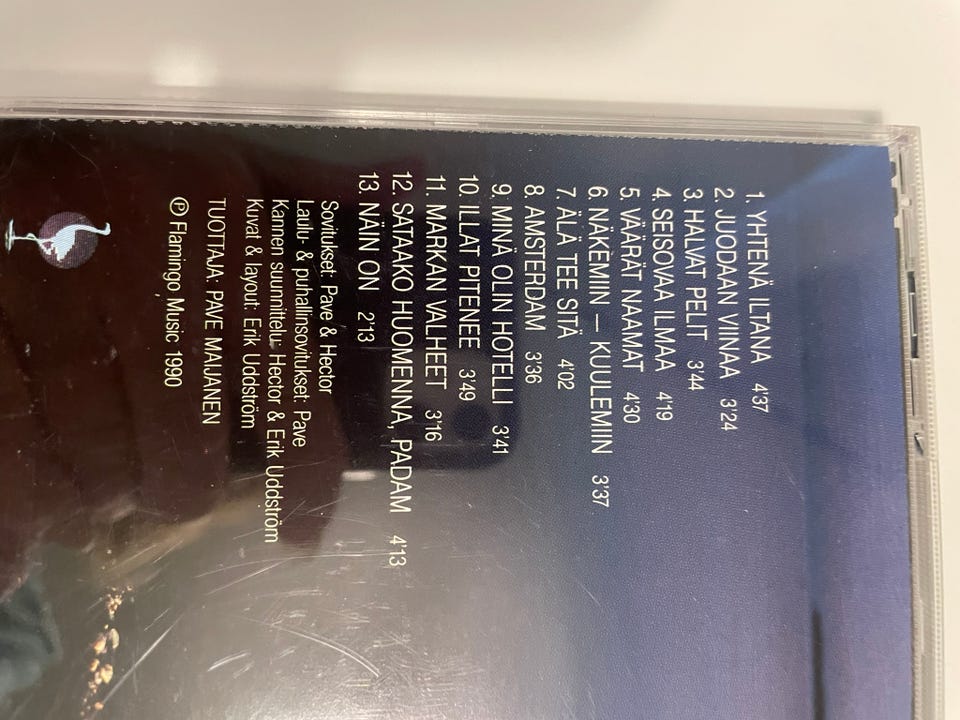 1. YHTENÄ ILTANA 4'37
2. JUODAAN VIINAA 3'24
3. HALVAT PELIT 3'44
4. SEISOVAA ILMAA 4'19
5. VÄÄRÄT NAAMAT 4'30
6. NÄKEMIIN — KUULEMIIN 3'37
7. ÄLÄ TEE SITÄ 4'02
8. AMSTERDAM 3'36
9. MINÄ OLIN HOTELLI 3'41
10. ILLAT PITENEE 3'49
11. MARKAN VALHEET 3'16
12. SATAAKO HUOMENNA, PADAM 4'13
13. NÄIN ON 2'13
Sovitukset: Pave & Hector
Laulu- & puhallinsovitukset: Pave
Kannen suunnittelu: Hector & Erik Uddström
Kuvat & layout: Erik Uddström
TUOTTAJA: PAVE MAIJANEN
℗ Flamingo Music 1990